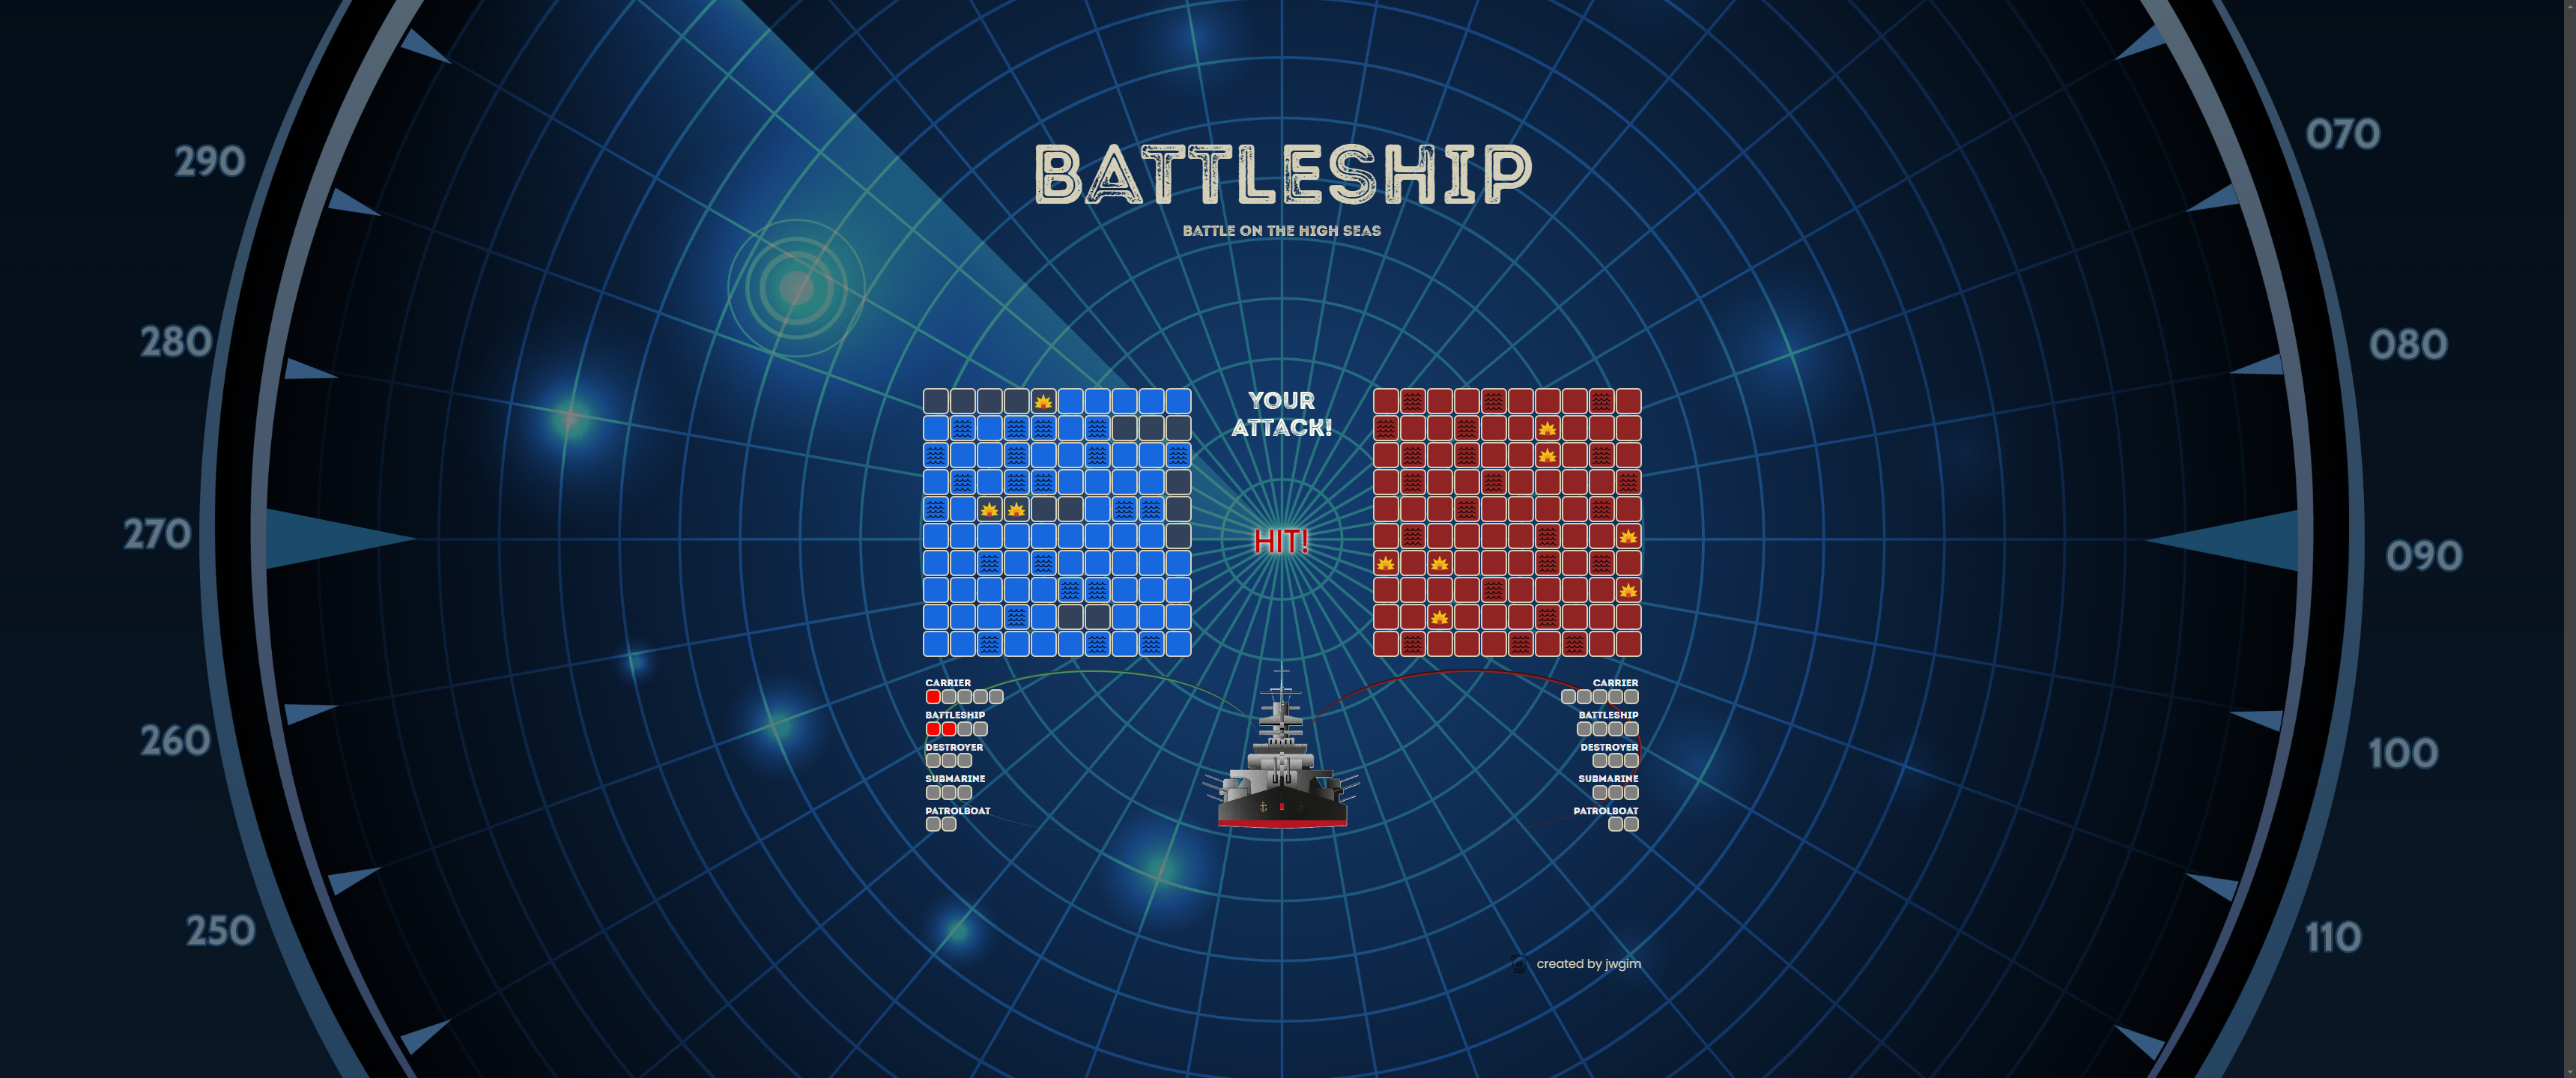 290
280
270
260
250
070
080
090
100
110
BATTLESHIP
BATTLE ON THE HIGH SEAS
YOUR
ATTACK!
HIT!
CARRIER
BATTLESHIP
DESTROYER
SUBMARINE
PATROLBOAT
CARRIER
BATTLESHIP
DESTROYER
SUBMARINE
PATROLBOAT
created by jwgim